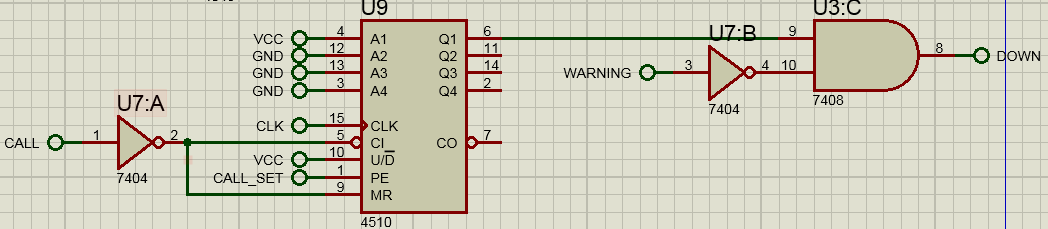 U9
U3:C
U7:B
VCC 4 A1 Q1 6 9
GND 12 A2 Q2 11 8 DOWN
GND 13 A3 Q3 14 WARNING 3 4 10
GND 3 A4 Q4 2
7404
7408
U7:A
CLK 15 CLK
CALL 1 2 5 CI CO 7
VCC 10 U/D
7404
CALL_SET 1 PE
9 MR
4510